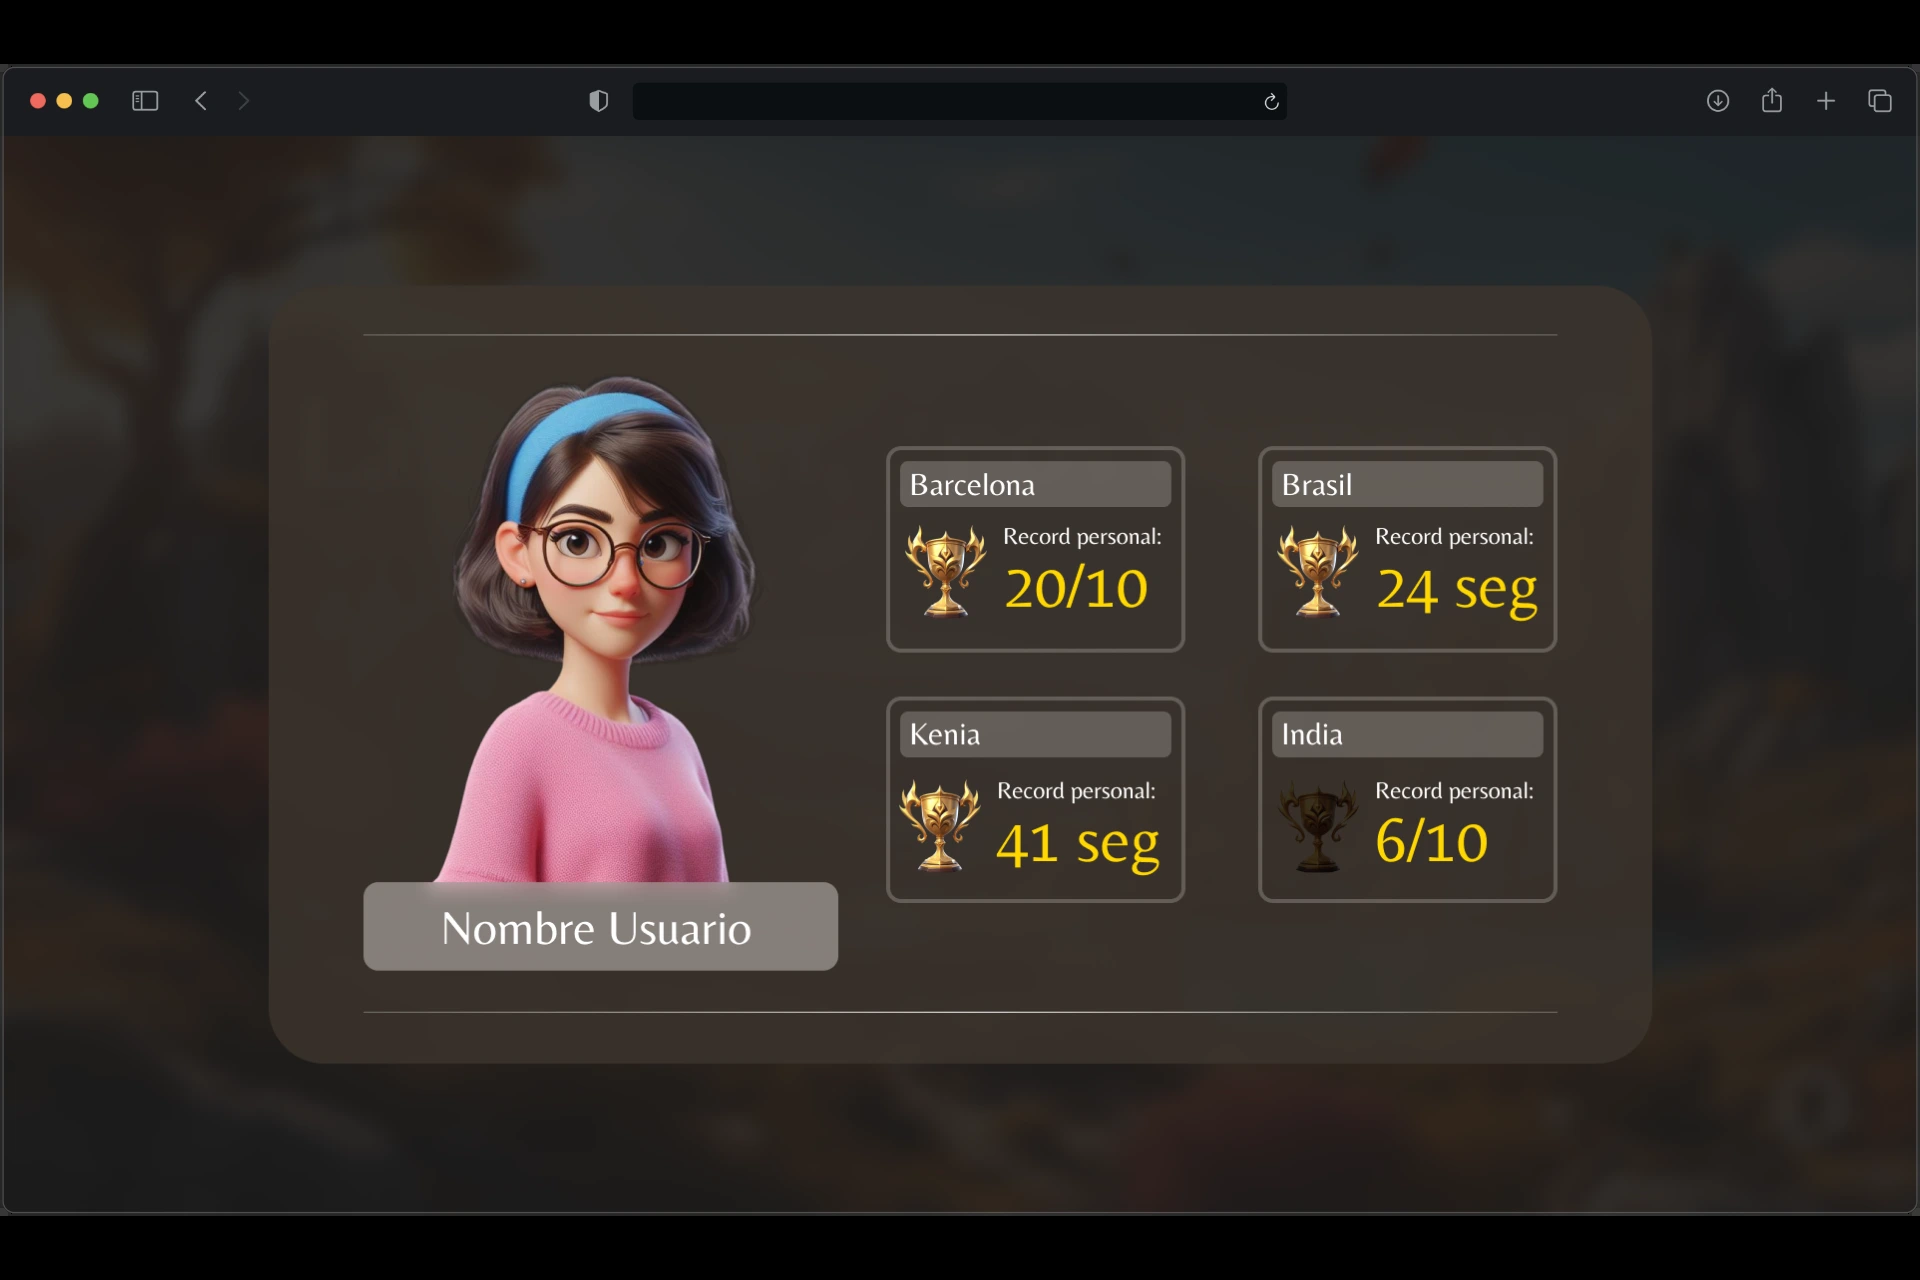 Barcelona
Record personal:
20/10
Brasil
Record personal:
24 seg
Kenia
Record personal:
41 seg
India
Record personal:
6/10
Nombre Usuario